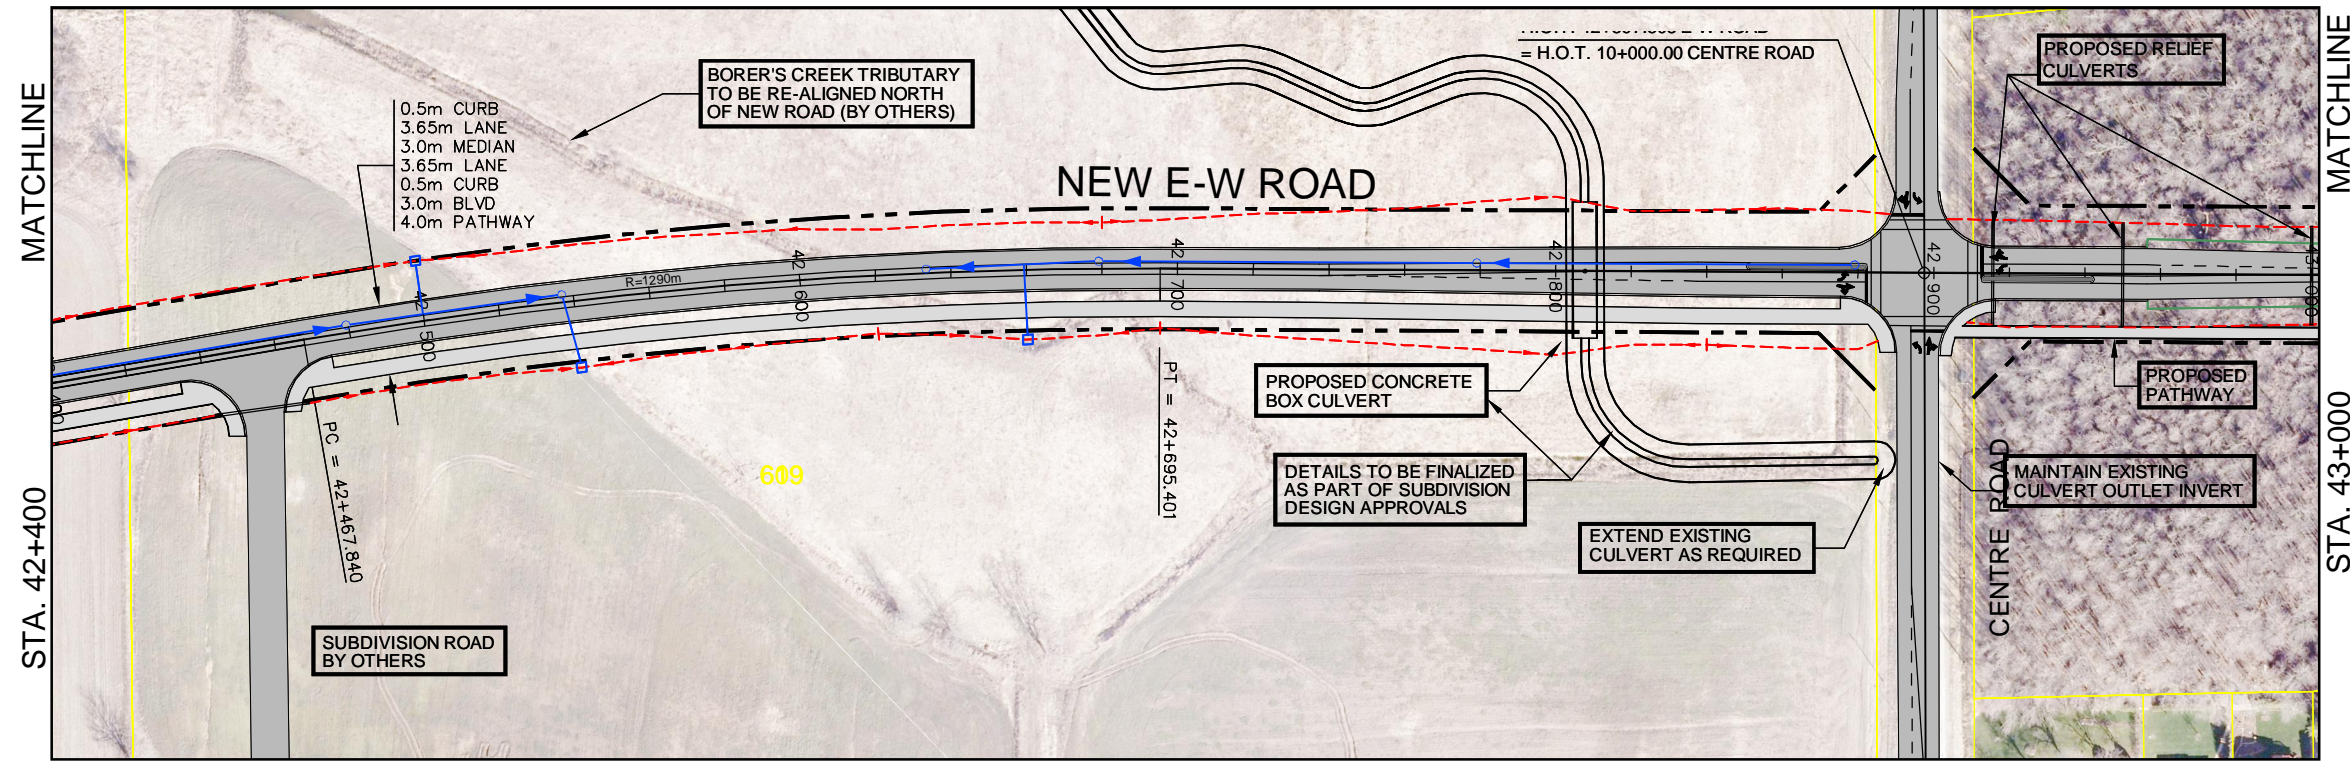 MATCHLINE
STA. 42+400
0.5m CURB
3.65m LANE
3.0m MEDIAN
3.65m LANE
0.5m CURB
3.0m BLVD
4.0m PATHWAY
BORER'S CREEK TRIBUTARY
TO BE RE-ALIGNED NORTH
OF NEW ROAD (BY OTHERS)
= H.O.T. 10+000.00 CENTRE ROAD
PROPOSED RELIEF
CULVERTS
NEW E-W ROAD
R=1290m
400
42
500
42
600
42
700
42
800
42
900
43
000
PC = 42+467.840
PT = 42+695.401
PROPOSED CONCRETE
BOX CULVERT
DETAILS TO BE FINALIZED
AS PART OF SUBDIVISION
DESIGN APPROVALS
EXTEND EXISTING
CULVERT AS REQUIRED
PROPOSED
PATHWAY
MAINTAIN EXISTING
CULVERT OUTLET INVERT
CENTRE ROAD
SUBDIVISION ROAD
BY OTHERS
MATCHLINE
STA. 43+000